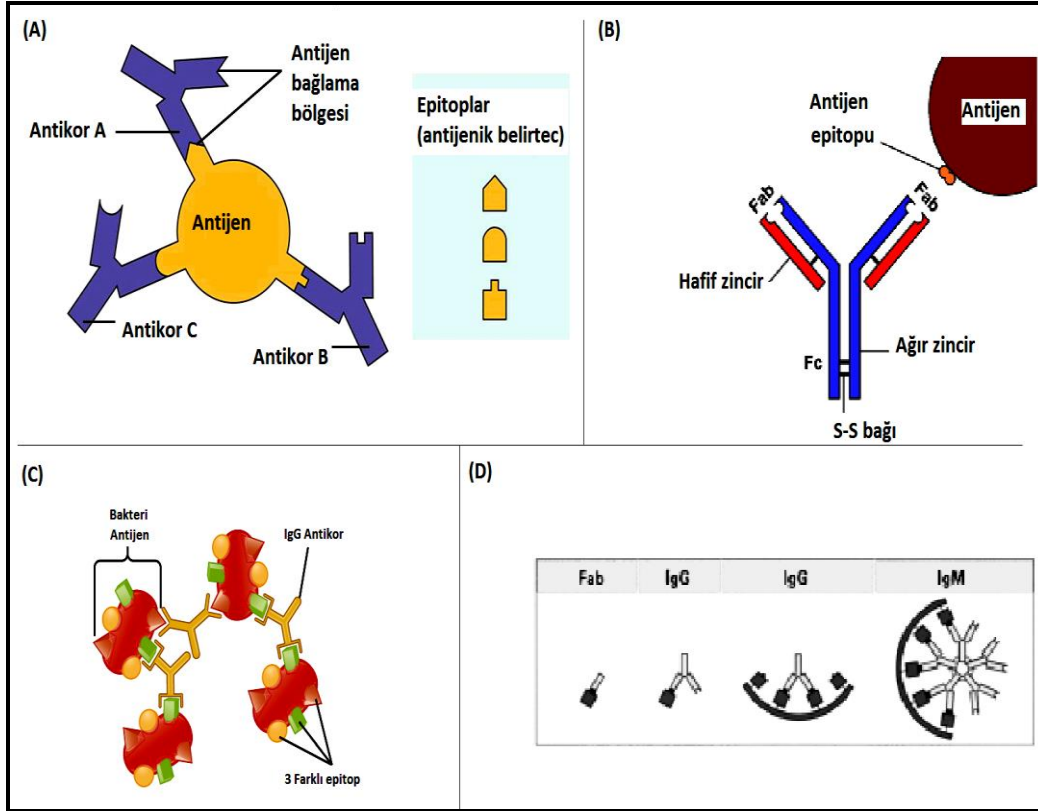 (A)
Antijen
bağlama
bölgesi
Antikor A
Antijen
Antikor C
Antikor B
Epitoplar
(antijenik belirtec)
(B)
Antijen
epitopu
Antijen
Fab
Fab
Hafif zincir
Ağır zincir
Fc
S-S bağı
(C)
Bakteri
Antijen
IgG Antikor
3 Farklı epitop
(D)
Fab IgG IgG IgM